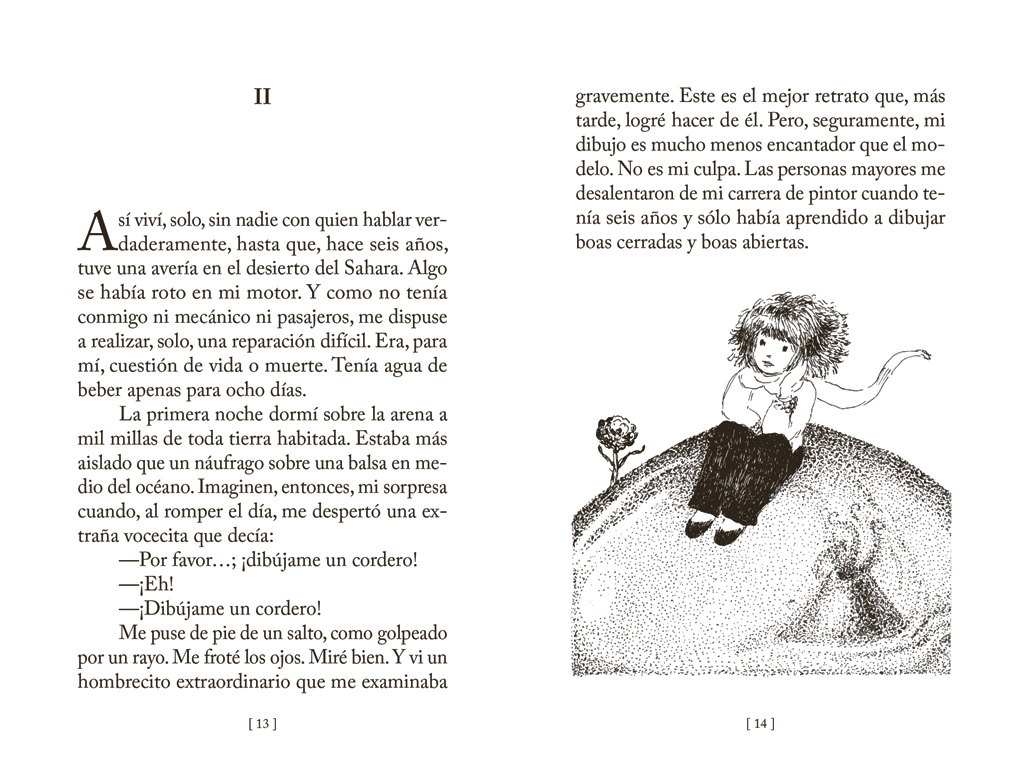 II
Así viví, solo, sin nadie con quien hablar ver-
daderamente, hasta que, hace seis años,
tuve una avería en el desierto del Sahara. Algo
se había roto en mi motor. Y como no tenía
conmigo ni mecánico ni pasajeros, me dispuse
a realizar, solo, una reparación difícil. Era, para
mí, cuestión de vida o muerte. Tenía agua de
beber apenas para ocho días.
La primera noche dormí sobre la arena a
mil millas de toda tierra habitada. Estaba más
aislado que un náufrago sobre una balsa en me-
dio del océano. Imaginen, entonces, mi sorpresa
cuando, al romper el día, me despertó una ex-
traña vocecita que decía:
—Por favor…; ¡dibújame un cordero!
—¡Eh!
—¡Dibújame un cordero!
Me puse de pie de un salto, como golpeado
por un rayo. Me froté los ojos. Miré bien. Y vi un
hombrecito extraordinario que me examinaba
[ 13 ]
gravemente. Este es el mejor retrato que, más
tarde, logré hacer de él. Pero, seguramente, mi
dibujo es mucho menos encantador que el mo-
delo. No es mi culpa. Las personas mayores me
desalentaron de mi carrera de pintor cuando te-
nía seis años y sólo había aprendido a dibujar
boas cerradas y boas abiertas.
[ 14 ]